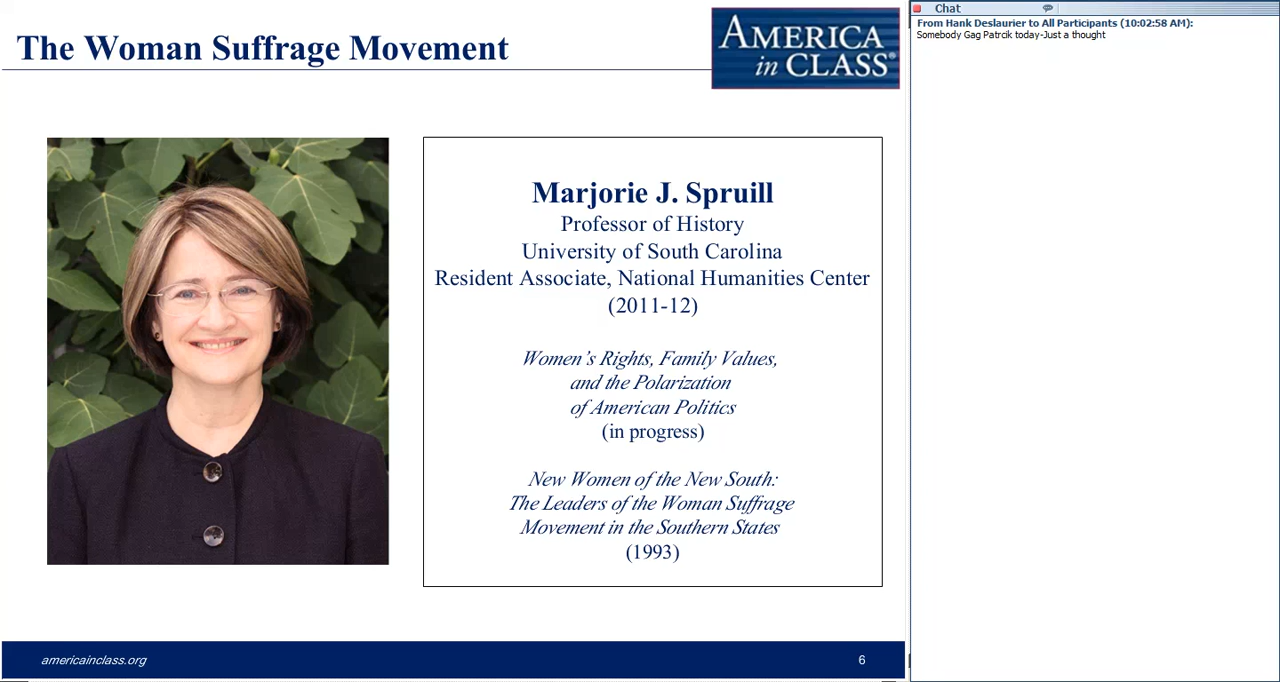 The Woman Suffrage Movement
AMERICA
in CLASS®
Marjorie J. Spruill
Professor of History
University of South Carolina
Resident Associate, National Humanities Center
(2011-12)
Women's Rights, Family Values,
and the Polarization
of American Politics
(in progress)
New Women of the New South:
The Leaders of the Woman Suffrage
Movement in the Southern States
(1993)
americainclass.org
6
Chat
From Hank Deslaurier to All Participants (10:02:58 AM):
Somebody Gag Patrcik today-Just a thought